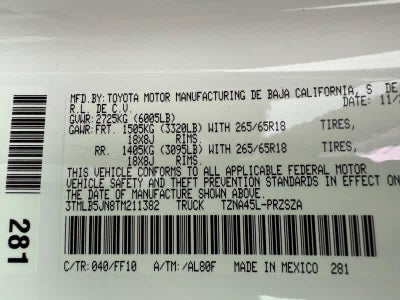 MFD.BY:TOYOTA MOTOR MANUFACTURING DE BAJA CALIFORNIA, S DE
R.L. DE C.V. DATE: 11/
GVWR: 2725KG (6005LB)
GAWR:FRT. 1505KG (3320LB) WITH 265/65R18 TIRES,
18X8J RIMS
RR. 1405KG (3095LB) WITH 265/65R18 TIRES,
18X8J RIMS.
THIS VEHICLE CONFORMS TO ALL APPLICABLE FEDERAL MOTOR
VEHICLE SAFETY AND THEFT PREVENTION STANDARDS IN EFFECT
THE DATE OF MANUFACTURE SHOWN ABOVE.
3TMLB5JN8TM211382 TRUCK TZNA45L-PRZSZA
C/TR:040/FF10 A/TM:/AL80F MADE IN MEXICO 281
281